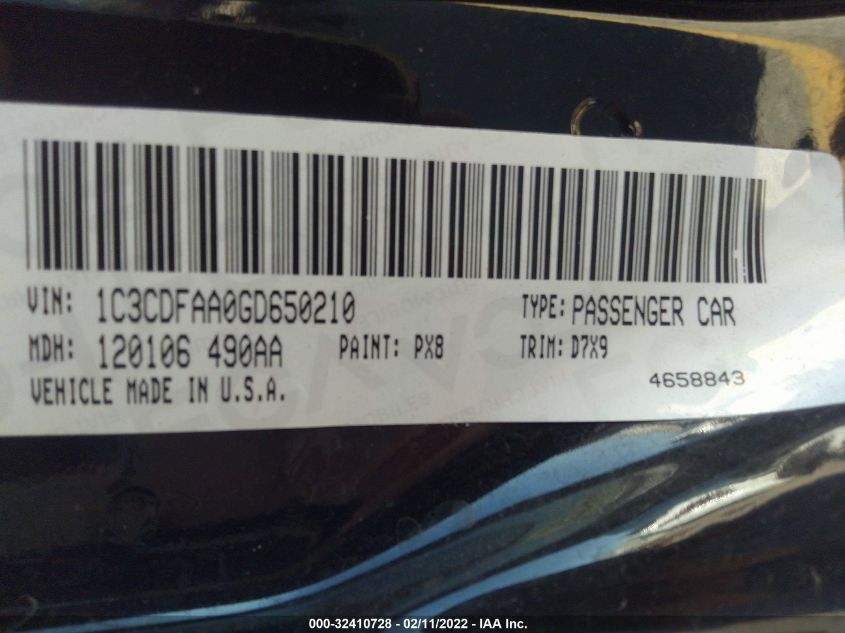 VIN: 1C3CDFAA0GD650210 TYPE: PASSENGER CAR
MDH: 120106 490AA PAINT: PX8 TRIM: D7X9
VEHICLE MADE IN U.S.A. 4658843
000-32410728 - 02/11/2022 - IAA Inc.